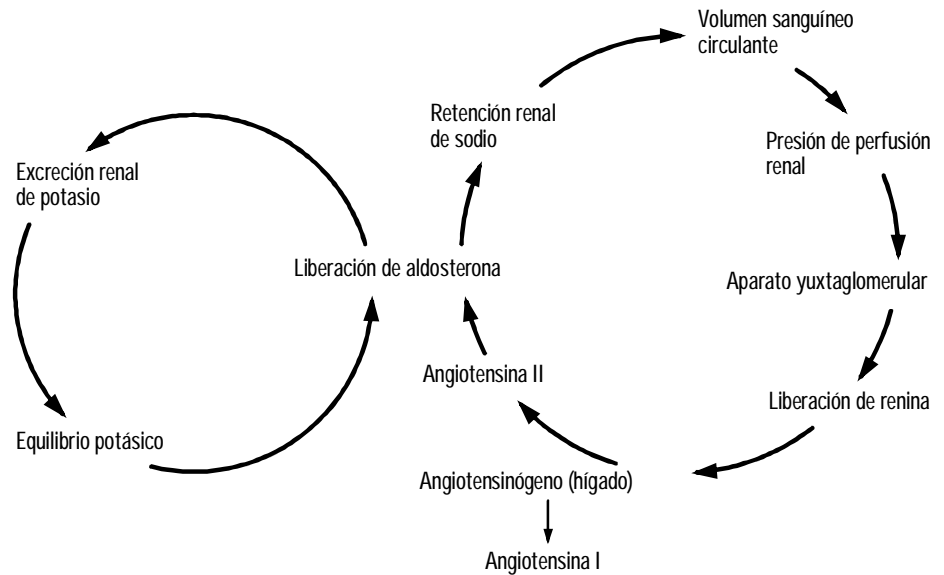 Volumen sanguíneo
circulante
Retención renal
de sodio
Presión de perfusión
renal
Excreción renal
de potasio
Liberación de aldosterona
Aparato yuxtaglomerular
Angiotensina II
Liberación de renina
Equilibrio potásico
Angiotensinógeno (hígado)
Angiotensina I